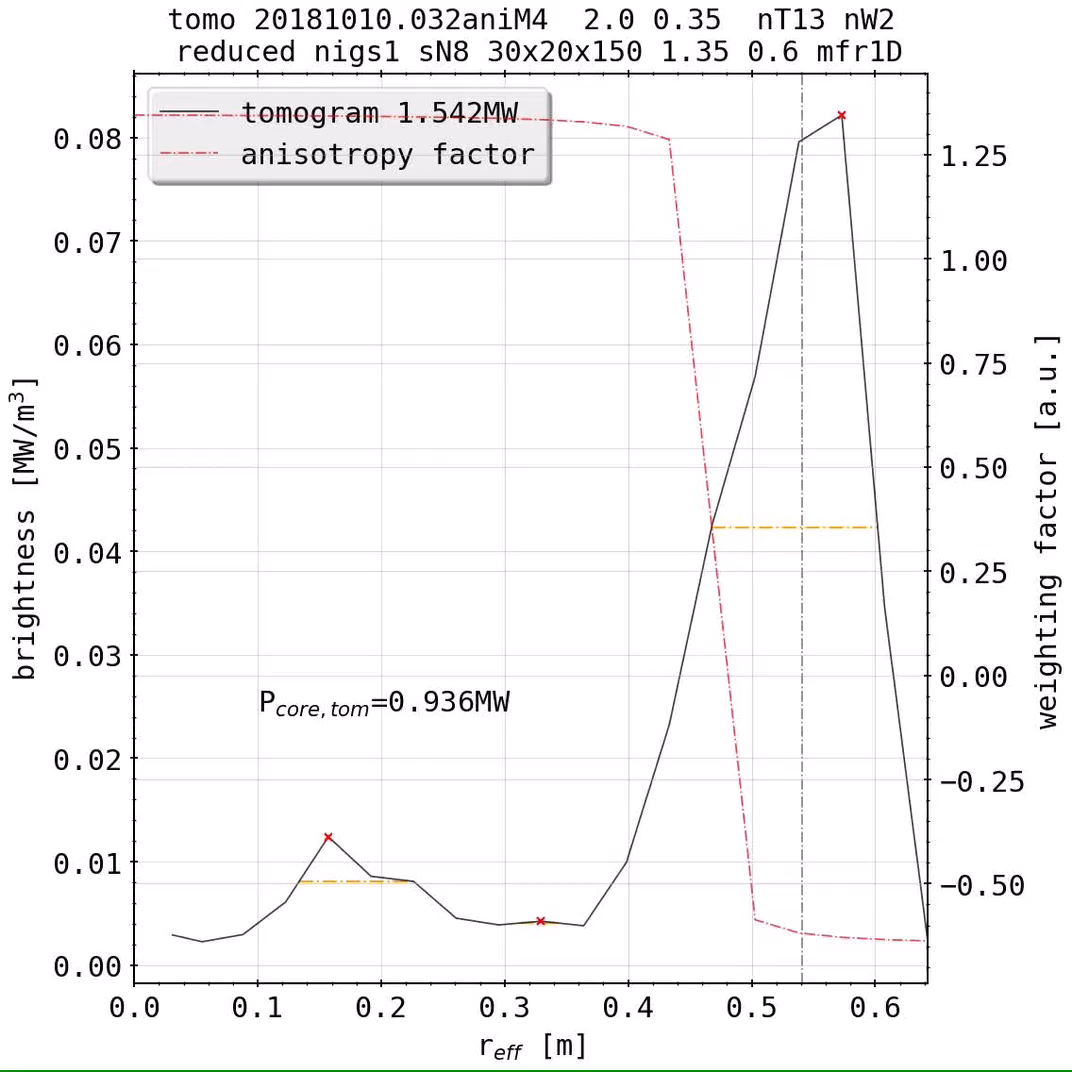 tomo 20181010.032aniM4  2.0 0.35  nT13 nW2
reduced nigs1 sN8 30x20x150 1.35 0.6 mfr1D
tomogram 1.542MW
anisotropy factor
brightness [MW/m³]
0.08
0.07
0.06
0.05
0.04
0.03
0.02
0.01
0.00
P_core,tom=0.936MW
1.25
1.00
0.75
0.50
0.25
0.00
−0.25
−0.50
weighting factor [a.u.]
0.0 0.1 0.2 0.3 0.4 0.5 0.6
r_eff [m]